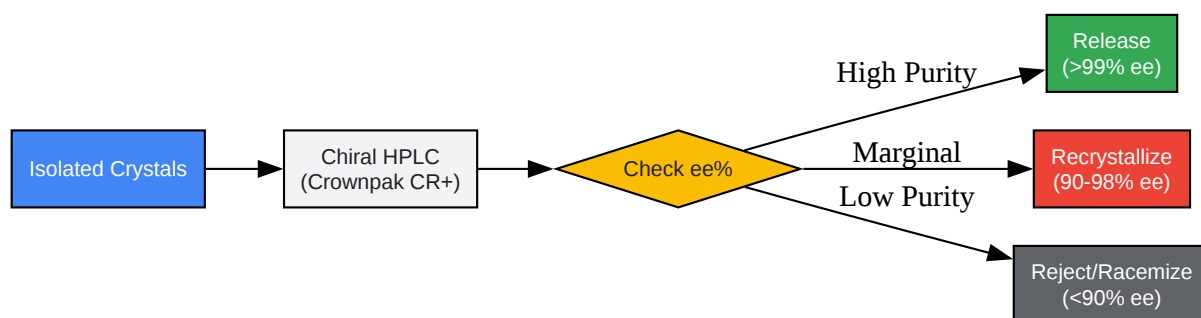 Isolated Crystals
Chiral HPLC
(Crownpak CR+)
Check ee%
High Purity
Marginal
Low Purity
Release
(>99% ee)
Recrystallize
(90-98% ee)
Reject/Racemize
(<90% ee)